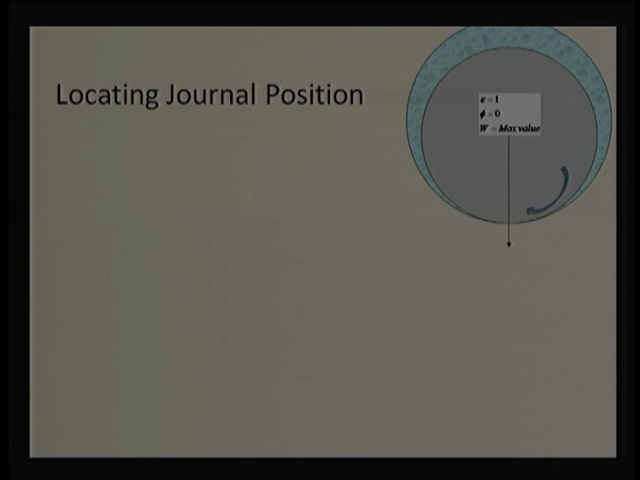 Locating Journal Position
ε = 1
ϕ = 0
W = Max value